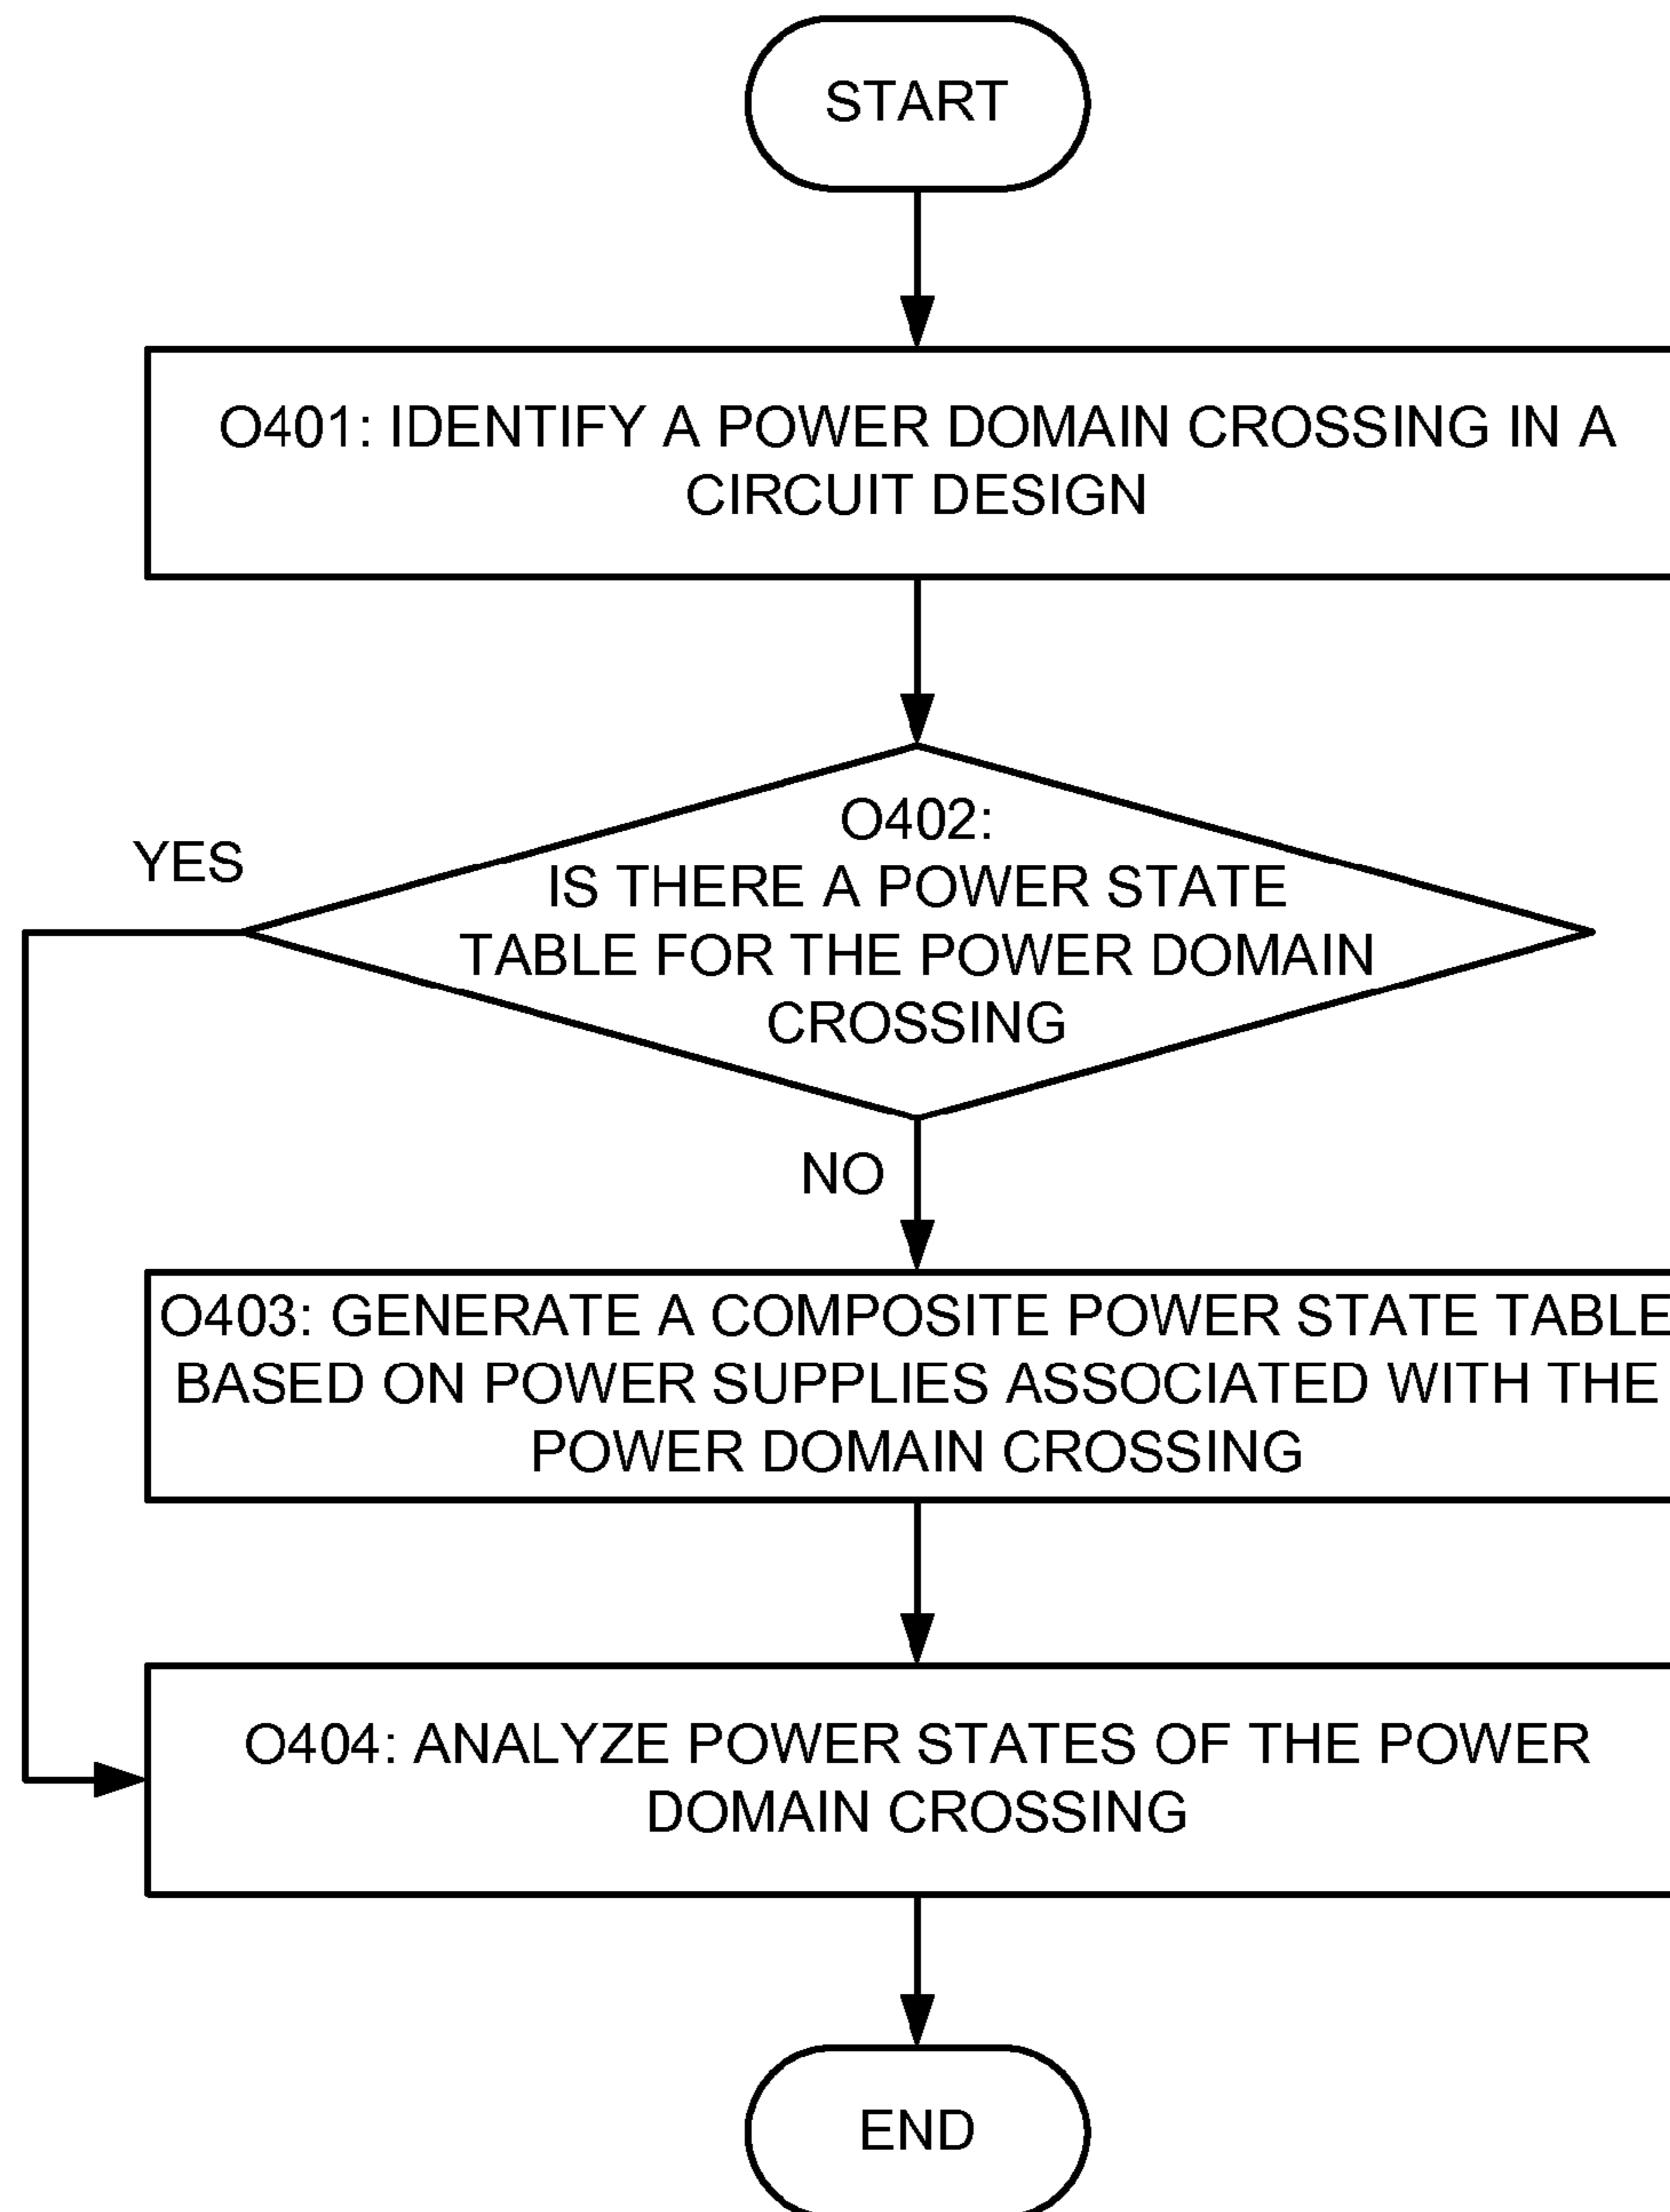 START
O401: IDENTIFY A POWER DOMAIN CROSSING IN A
CIRCUIT DESIGN
O402:
IS THERE A POWER STATE
TABLE FOR THE POWER DOMAIN
CROSSING
YES
NO
O403: GENERATE A COMPOSITE POWER STATE TABLE
BASED ON POWER SUPPLIES ASSOCIATED WITH THE
POWER DOMAIN CROSSING
O404: ANALYZE POWER STATES OF THE POWER
DOMAIN CROSSING
END